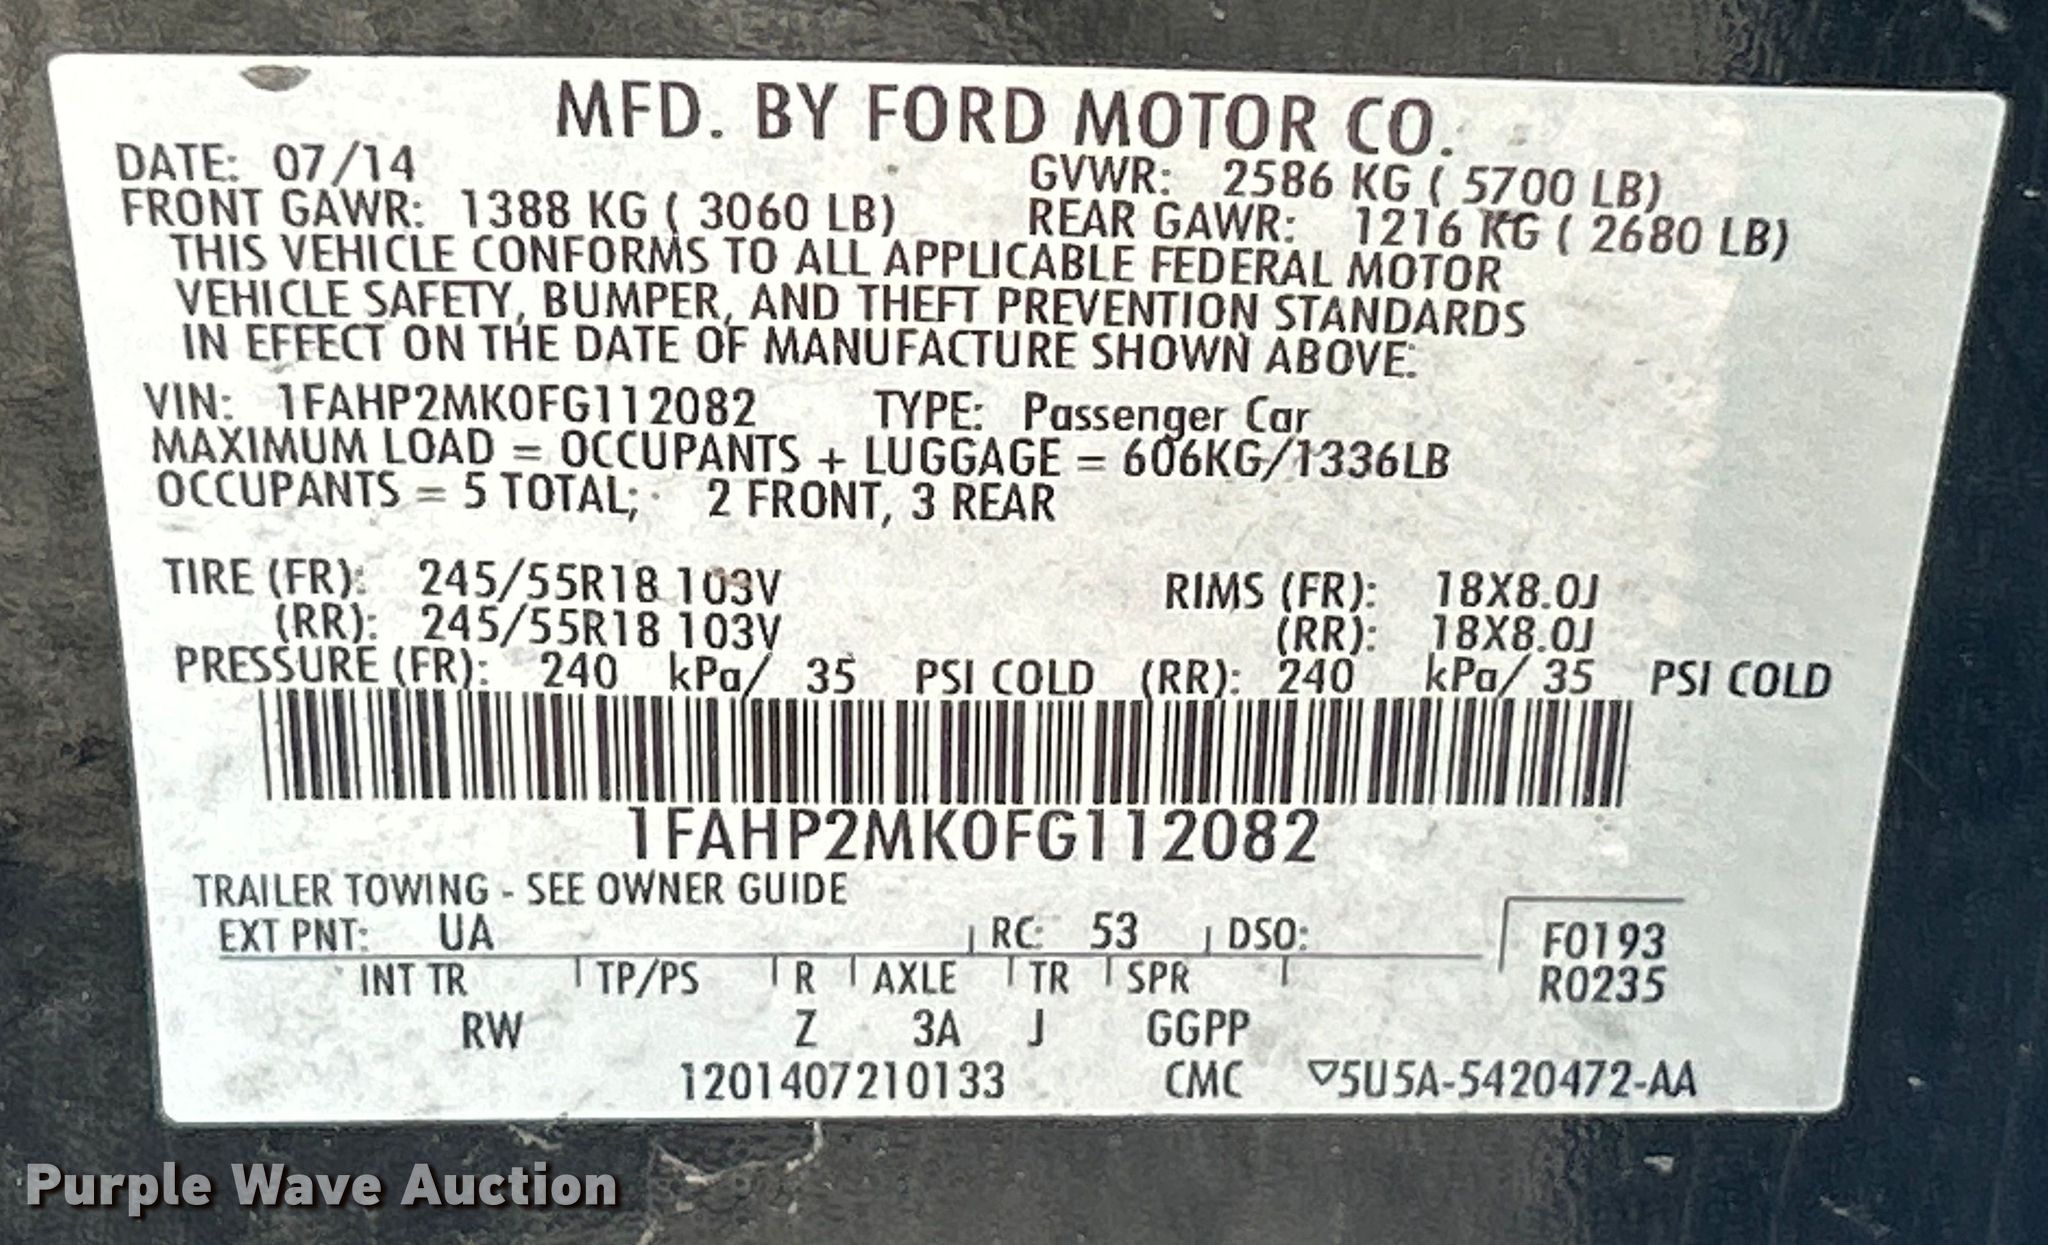 MFD. BY FORD MOTOR CO.
DATE: 07/14 GVWR: 2586 KG ( 5700 LB)
FRONT GAWR: 1388 KG ( 3060 LB) REAR GAWR: 1216 KG ( 2680 LB)
THIS VEHICLE CONFORMS TO ALL APPLICABLE FEDERAL MOTOR
VEHICLE SAFETY, BUMPER, AND THEFT PREVENTION STANDARDS
IN EFFECT ON THE DATE OF MANUFACTURE SHOWN ABOVE:
VIN: 1FAHP2MK0FG112082 TYPE: Passenger Car
MAXIMUM LOAD = OCCUPANTS + LUGGAGE = 606KG/1336LB
OCCUPANTS = 5 TOTAL; 2 FRONT, 3 REAR
TIRE (FR): 245/55R18 103V RIMS (FR): 18X8.0J
(RR): 245/55R18 103V (RR): 18X8.0J
PRESSURE (FR): 240 kPa/ 35 PSI COLD (RR): 240 kPa/ 35 PSI COLD
1FAHP2MK0FG112082
TRAILER TOWING - SEE OWNER GUIDE
EXT PNT: UA RC: 53 DSO: F0193
INT TR TP/PS R AXLE TR SPR R0235
RW Z 3A J GGPP
1201407210133 CMC ▽5U5A-5420472-AA
Purple Wave Auction